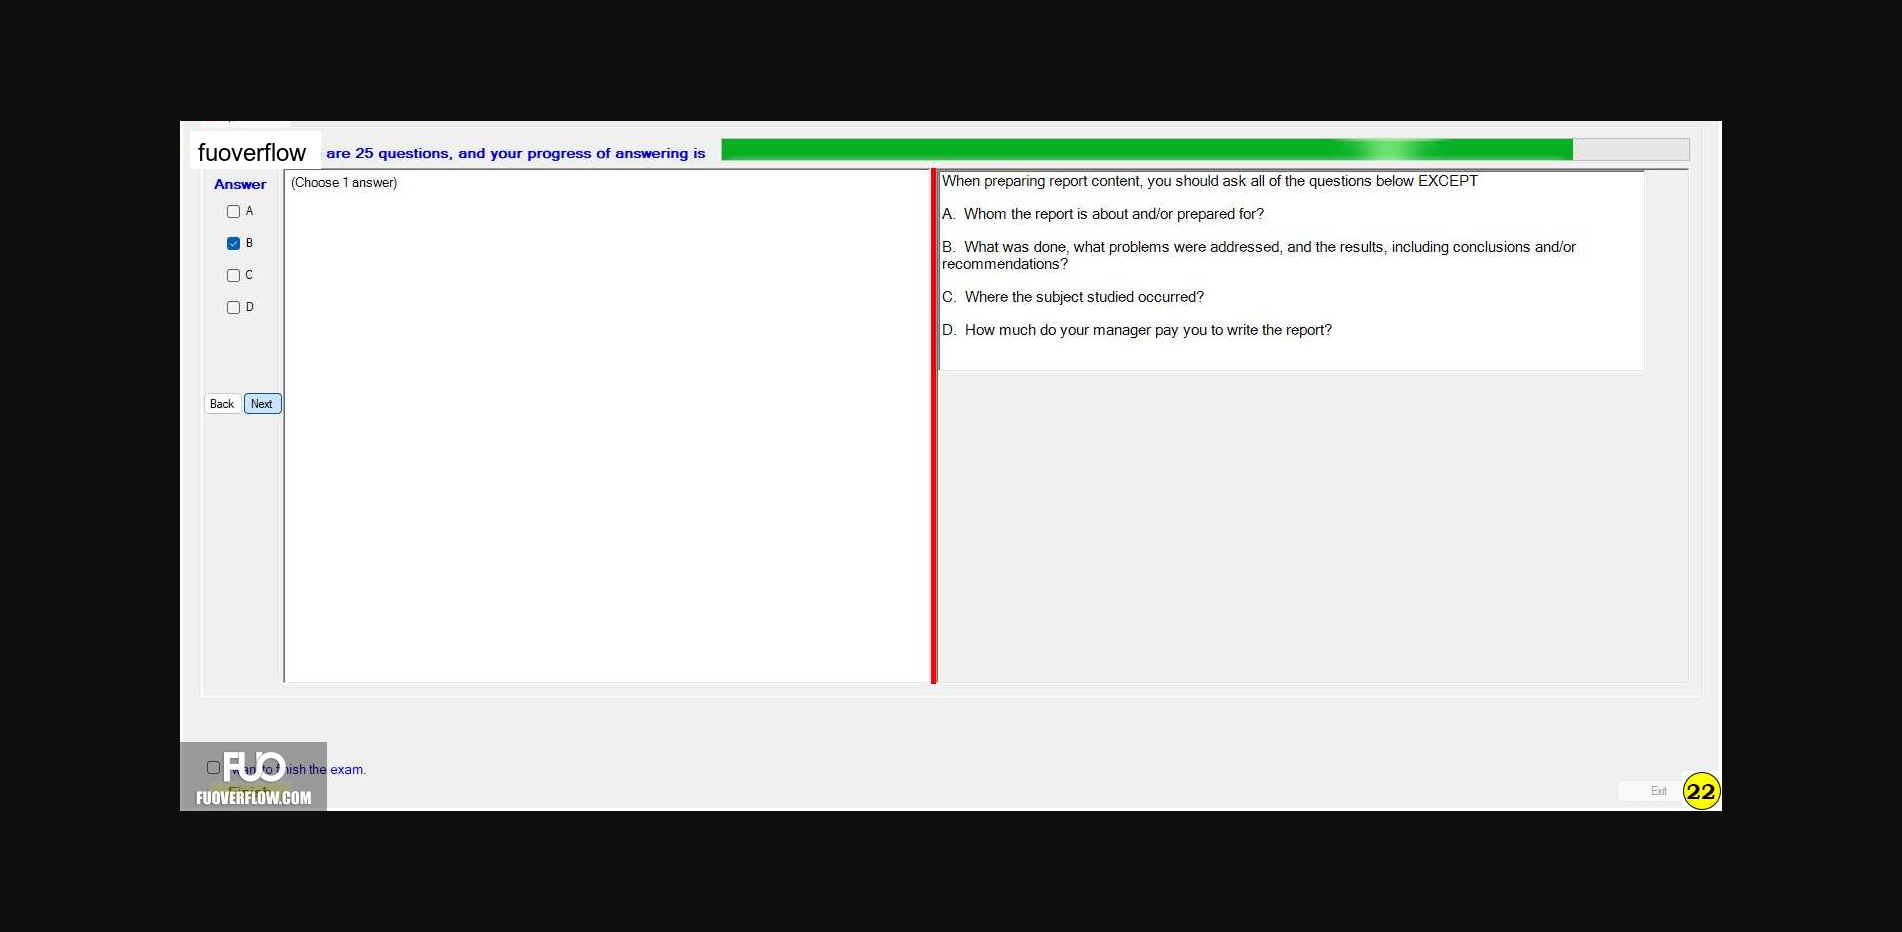 fuoverflow are 25 questions, and your progress of answering is
Answer
(Choose 1 answer)
A
B
C
D
Back Next
When preparing report content, you should ask all of the questions below EXCEPT
A. Whom the report is about and/or prepared for?
B. What was done, what problems were addressed, and the results, including conclusions and/or
recommendations?
C. Where the subject studied occurred?
D. How much do your manager pay you to write the report?
FUO
want to finish the exam.
Finish
FUOVERFLOW.COM
Exit
22